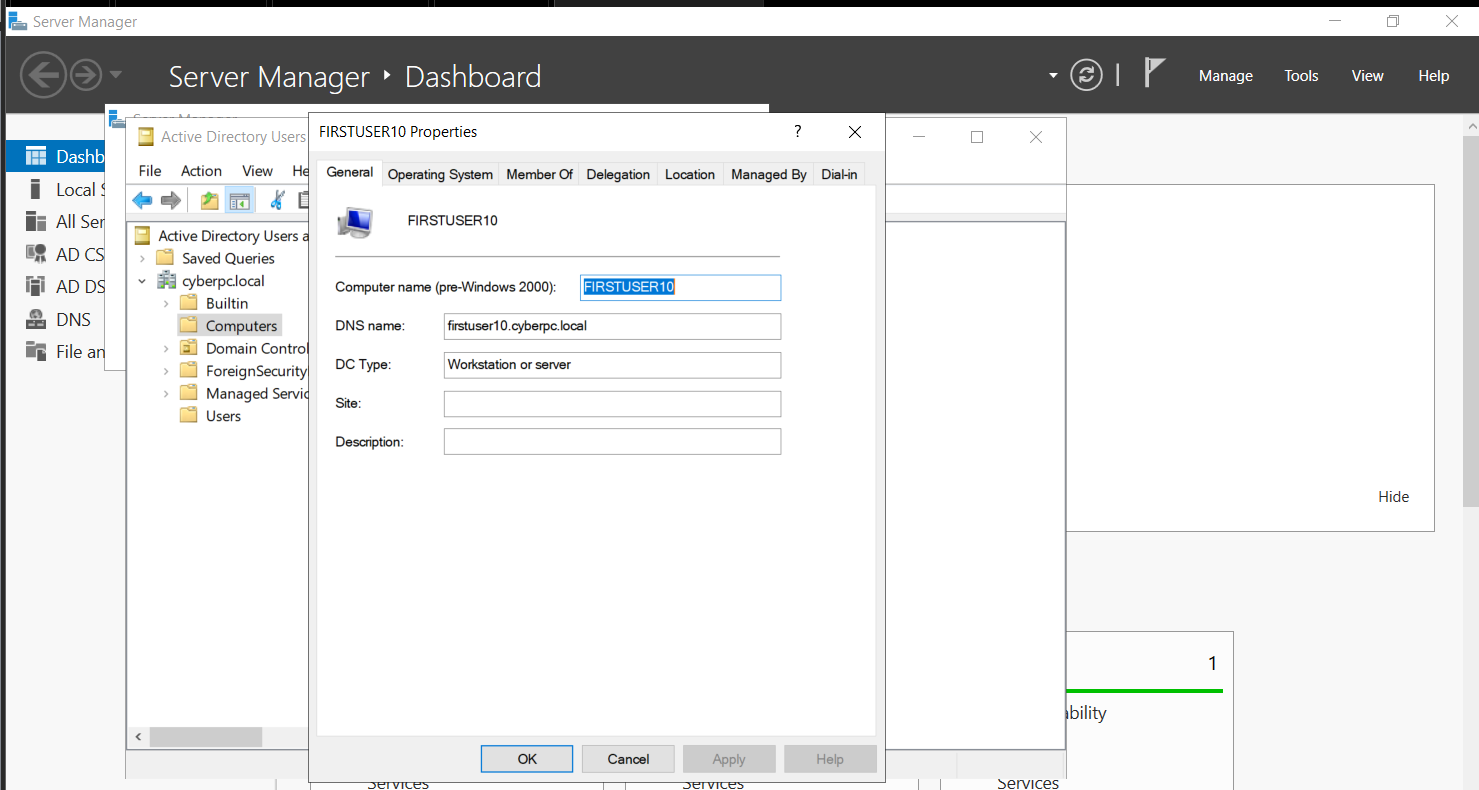 Server Manager
Server Manager Dashboard
Manage Tools View Help
Server Manager
Dashb
Local S
All Ser
AD CS
AD DS
DNS
File an
Active Directory Users
File Action View He
Active Directory Users a
Saved Queries
cyberpc.local
Builtin
Computers
Domain Control
ForeignSecurity
Managed Servic
Users
FIRSTUSER10 Properties
?
General Operating System Member Of Delegation Location Managed By Dial-in
FIRSTUSER10
Computer name (pre-Windows 2000): FIRSTUSER10
DNS name: firstuser10.cyberpc.local
DC Type: Workstation or server
Site:
Description:
OK Cancel Apply Help
Hide
1
ability
Services Services Services